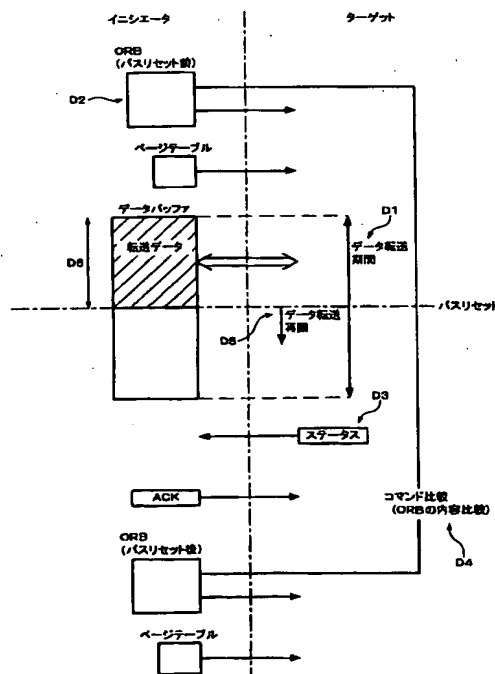 イニシエータ
ターゲット
ORB
(バスリセット前)
D2
ページテーブル
データバッファ
D1
転送データ
D6
データ転送
期間
バスリセット
D5
データ転送
再開
D3
ステータス
ACK
コマンド比較
(ORBの内容比較)
ORB
(バスリセット後)
D4
ページテーブル